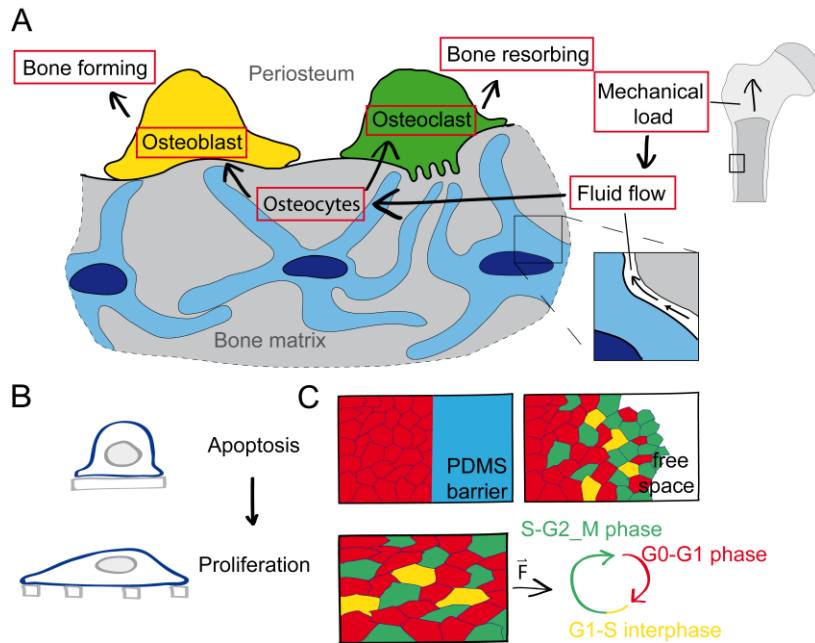 A
Bone forming
Periosteum
Bone resorbing
Mechanical
load
Osteoblast
Osteoclast
Osteocytes
Fluid flow
Bone matrix
B
Apoptosis
Proliferation
C
PDMS
barrier
free
space
S-G2_M phase
F
G0-G1 phase
G1-S interphase